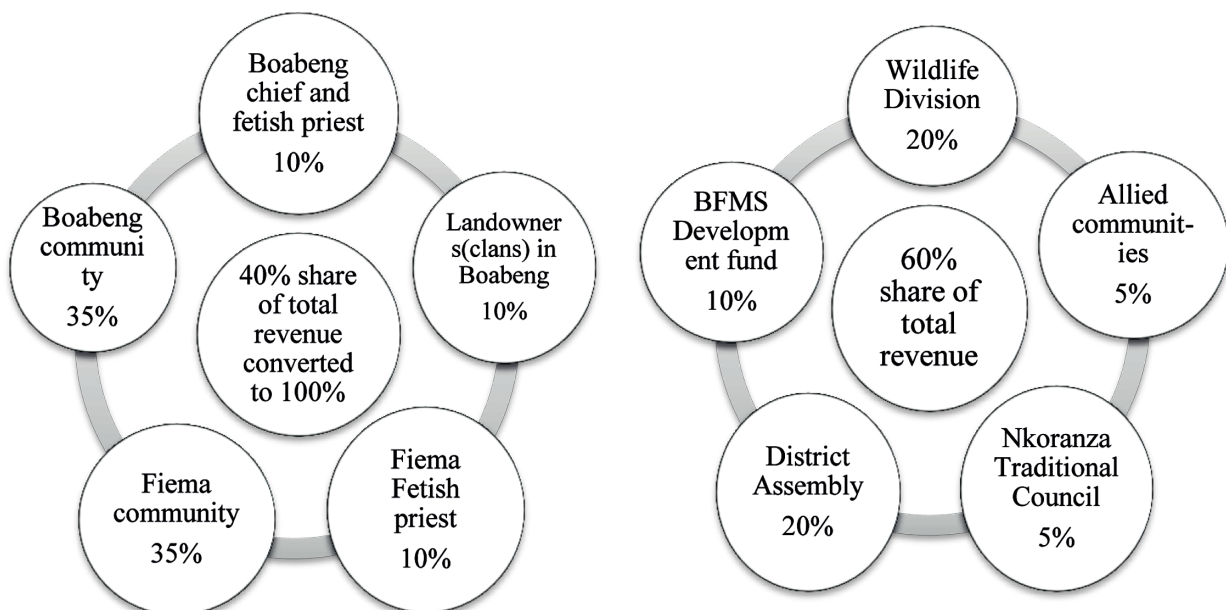 Boabeng
chief and
fetish priest
10%
Landowner
s(clans) in
Boabeng
10%
Fiema
Fetish
priest
10%
Fiema
community
35%
Boabeng
communi
ty
35%
40% share
of total
revenue
converted
to 100%
Wildlife
Division
20%
Allied
communit-
ies
5%
Nkoranza
Traditional
Council
5%
District
Assembly
20%
BFMS
Developm
ent fund
10%
60%
share of
total
revenue